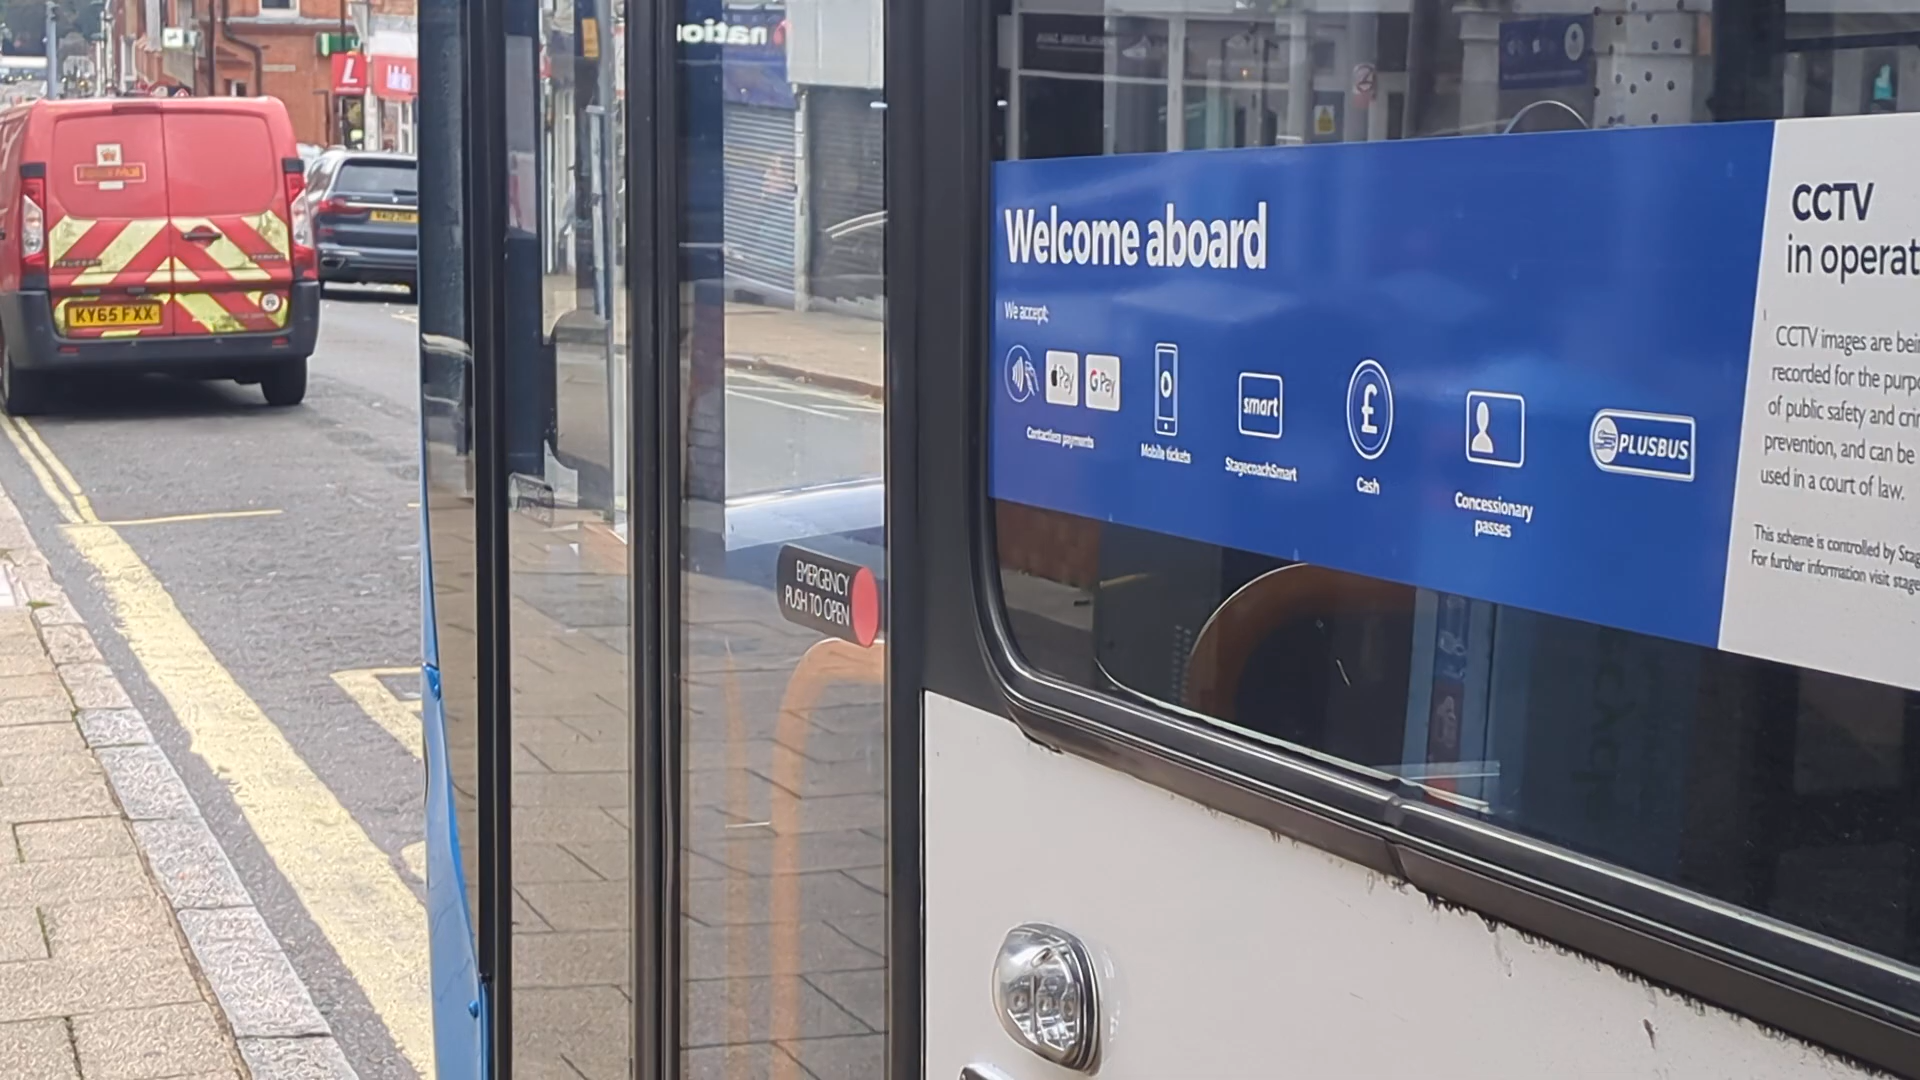 Royal Mail
KY65 FXX
L
EMERGENCY
PUSH TO OPEN
Welcome aboard
We accept:
Pay
G Pay
Contactless payments
Mobile tickets
smart
StagecoachSmart
£
Cash
Concessionary
passes
PLUSBUS
CCTV
in operat
CCTV images are bei
recorded for the purpo
of public safety and cri
prevention, and can be
used in a court of law.
This scheme is controlled by Stag
For further information visit stage